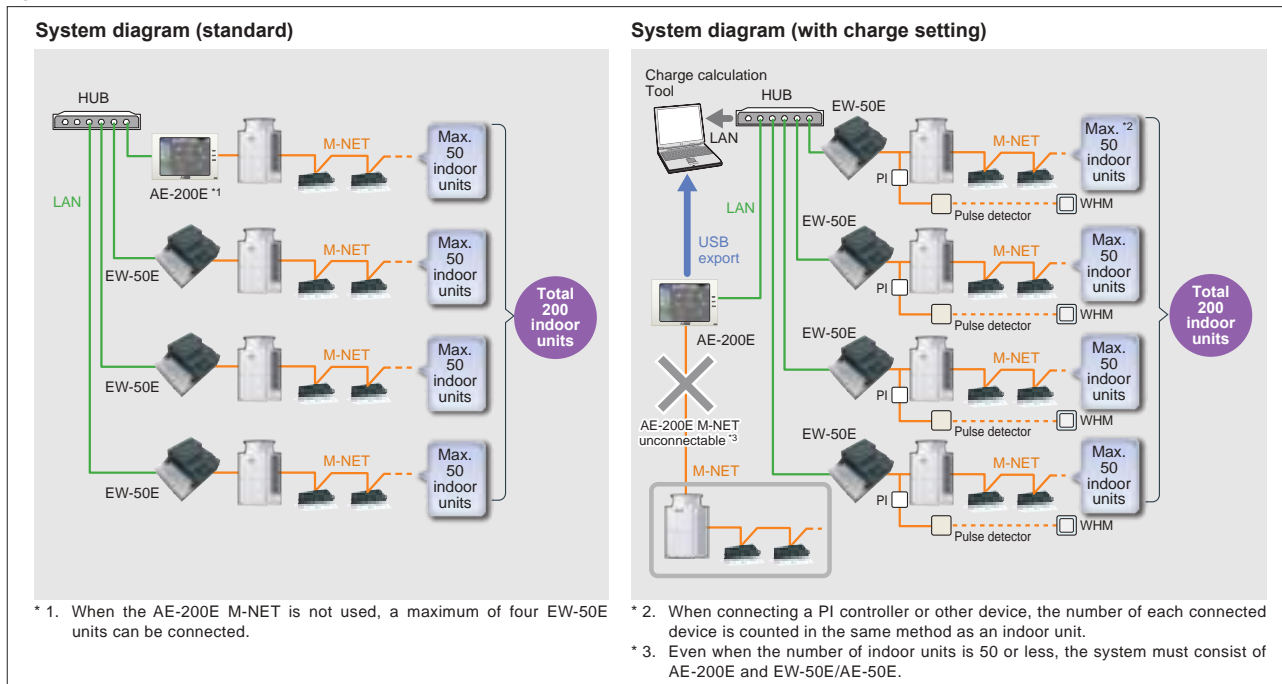 System diagram (standard)
HUB
LAN
AE-200E *1
M-NET
Max.
50
indoor
units
EW-50E
M-NET
Max.
50
indoor
units
EW-50E
M-NET
Max.
50
indoor
units
EW-50E
M-NET
Max.
50
indoor
units
Total
200
indoor
units
* 1. When the AE-200E M-NET is not used, a maximum of four EW-50E
units can be connected.
System diagram (with charge setting)
Charge calculation
Tool
HUB
LAN
LAN
USB
export
AE-200E
AE-200E M-NET
unconnectable *3
M-NET
EW-50E
M-NET
PI
Pulse detector
WHM
Max. *2
50
indoor
units
EW-50E
M-NET
PI
Pulse detector
WHM
Max.
50
indoor
units
EW-50E
M-NET
PI
Pulse detector
WHM
Max.
50
indoor
units
EW-50E
M-NET
PI
Pulse detector
WHM
Max.
50
indoor
units
Total
200
indoor
units
* 2. When connecting a PI controller or other device, the number of each connected
device is counted in the same method as an indoor unit.
* 3. Even when the number of indoor units is 50 or less, the system must consist of
AE-200E and EW-50E/AE-50E.